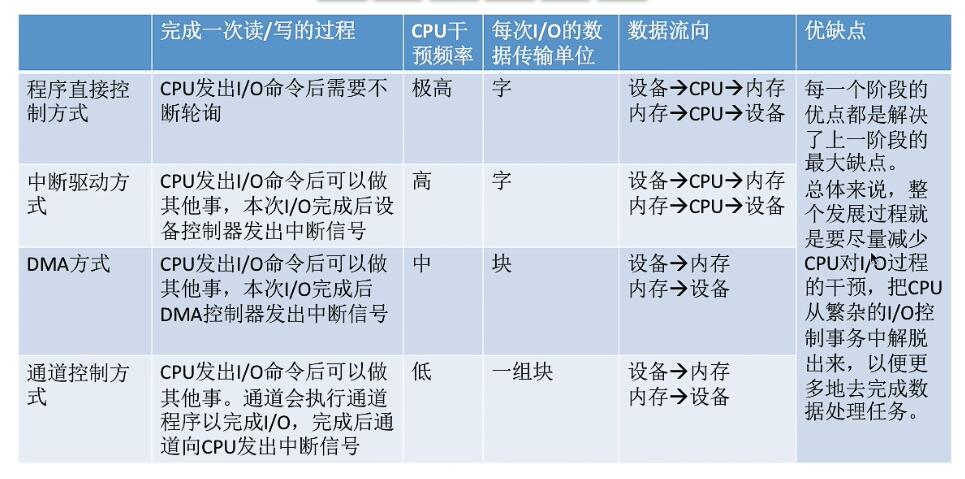 完成一次读/写的过程
CPU干
预频率
每次I/O的数
据传输单位
数据流向
优缺点
程序直接控
制方式
CPU发出I/O命令后需要不
断轮询
极高
字
设备→CPU→内存
内存→CPU→设备
每一个阶段的
优点都是解决
了上一阶段的
最大缺点。
总体来说，整
个发展过程就
是要尽量减少
CPU对I/O过程
的干预，把CPU
从繁杂的I/O控
制事务中解脱
出来，以便更
多地去完成数
据处理任务。
中断驱动方
式
CPU发出I/O命令后可以做
其他事，本次I/O完成后设
备控制器发出中断信号
高
字
设备→CPU→内存
内存→CPU→设备
DMA方式
CPU发出I/O命令后可以做
其他事，本次I/O完成后
DMA控制器发出中断信号
中
块
设备→内存
内存→设备
通道控制方
式
CPU发出I/O命令后可以做
其他事。通道会执行通道
程序以完成I/O，完成后通
道向CPU发出中断信号
低
一组块
设备→内存
内存→设备